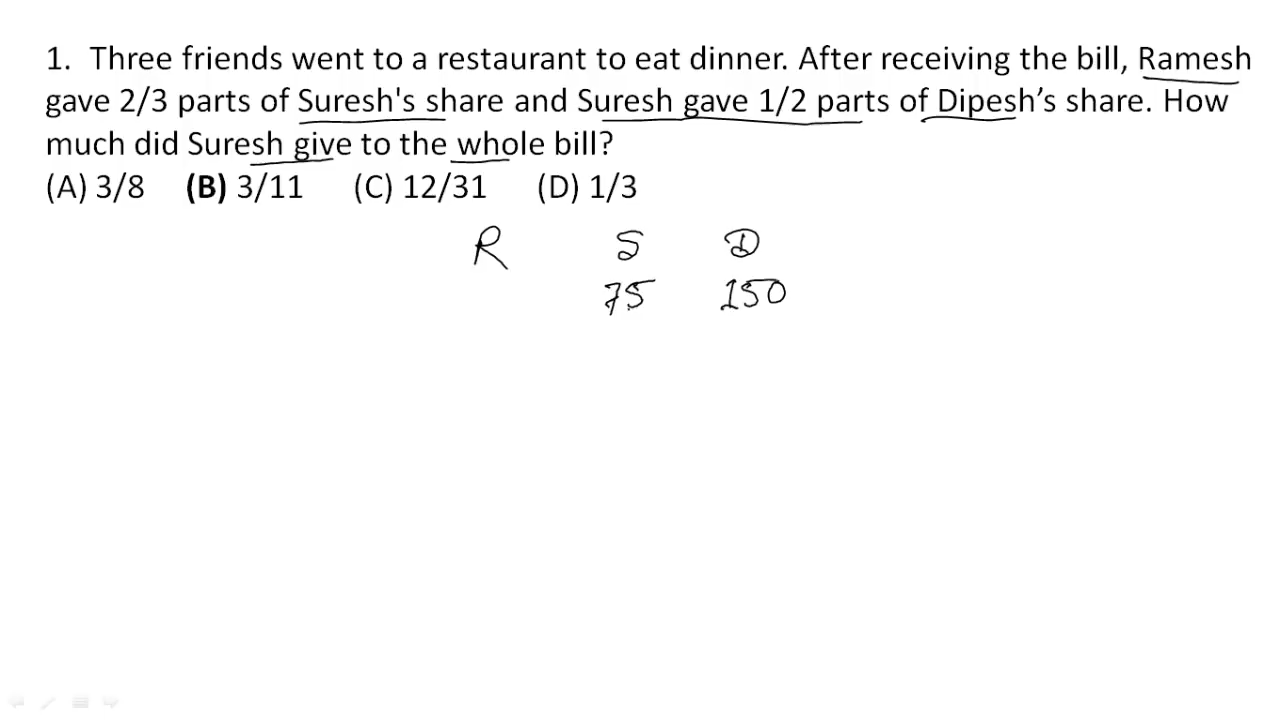 1. Three friends went to a restaurant to eat dinner. After receiving the bill, Ramesh
gave 2/3 parts of Suresh's share and Suresh gave 1/2 parts of Dipesh’s share. How
much did Suresh give to the whole bill?
(A) 3/8 (B) 3/11 (C) 12/31 (D) 1/3
R S D
75 150